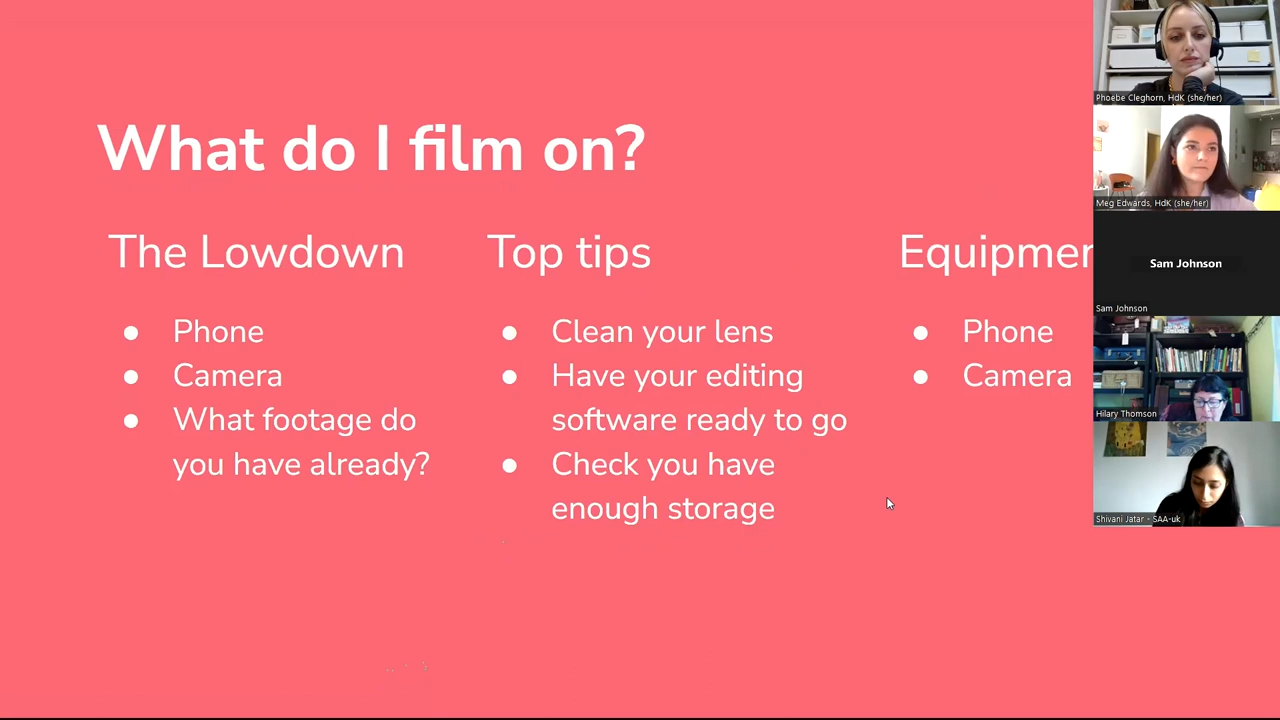 What do I film on?
The Lowdown
● Phone
● Camera
● What footage do
you have already?
Top tips
● Clean your lens
● Have your editing
software ready to go
● Check you have
enough storage
Equipmen
● Phone
● Camera
Phoebe Cleghorn, HdK (she/her)
Meg Edwards, HdK (she/her)
Sam Johnson
Sam Johnson
Hilary Thomson
Shivani Jatar - SAA-uk